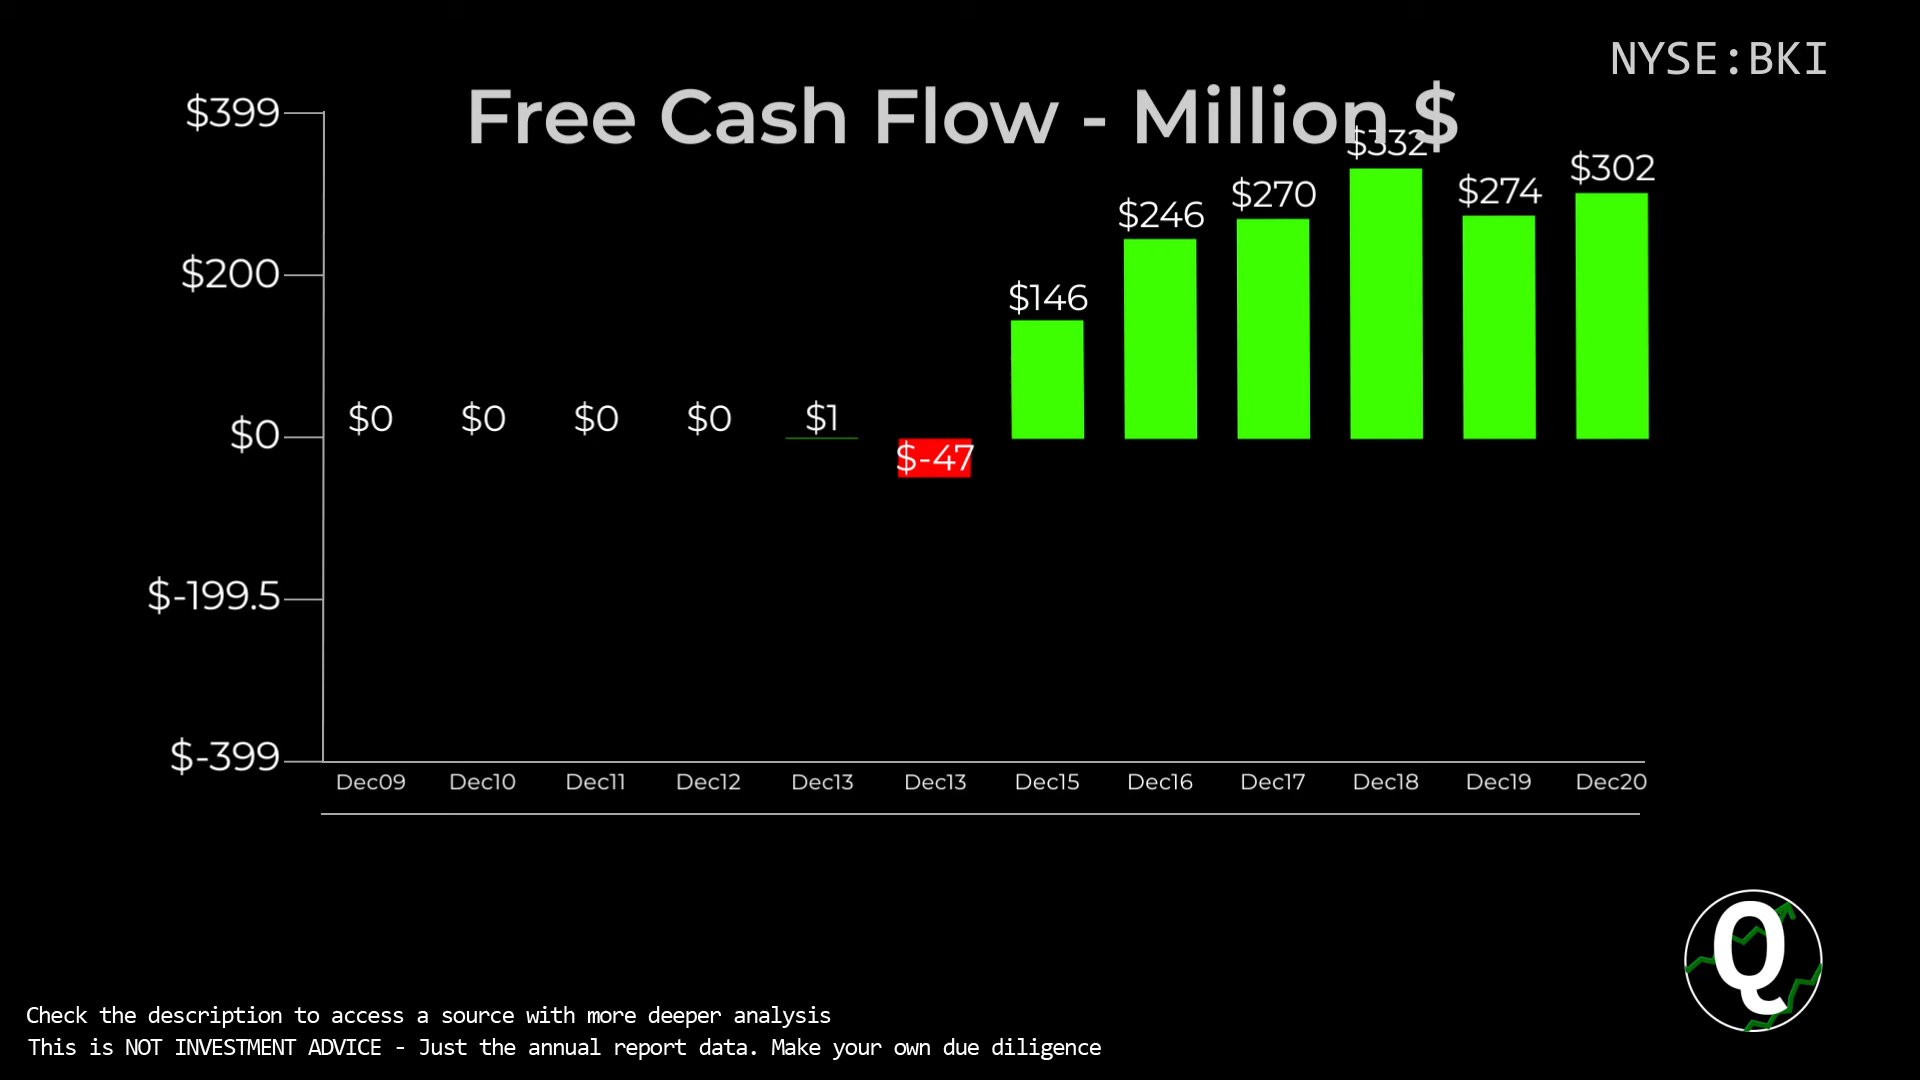 NYSE:BKI
Free Cash Flow - Million $
$399
$200
$0
$-199.5
$-399
$0 $0 $0 $0 $1 $-47 $146 $246 $270 $332 $274 $302
Dec09 Dec10 Dec11 Dec12 Dec13 Dec13 Dec15 Dec16 Dec17 Dec18 Dec19 Dec20
Q
Check the description to access a source with more deeper analysis
This is NOT INVESTMENT ADVICE - Just the annual report data. Make your own due diligence